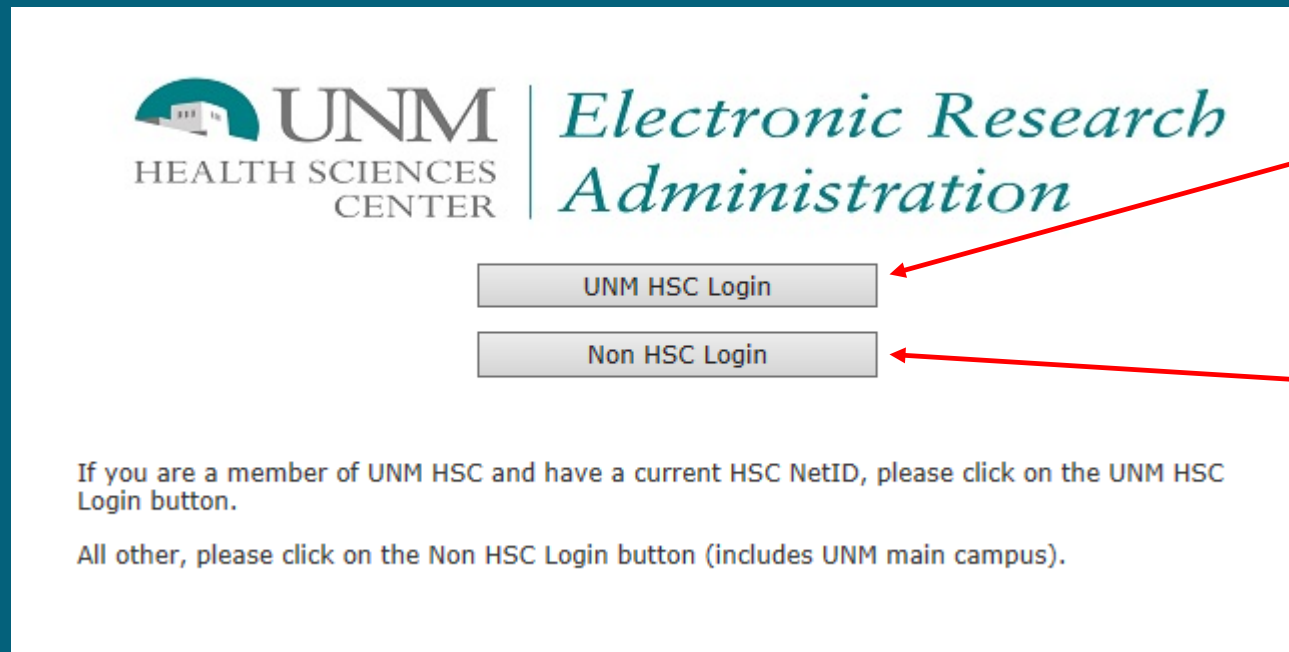 UNM
HEALTH SCIENCES
CENTER
Electronic Research
Administration
UNM HSC Login
Non HSC Login
If you are a member of UNM HSC and have a current HSC NetID, please click on the UNM HSC
Login button.
All other, please click on the Non HSC Login button (includes UNM main campus).